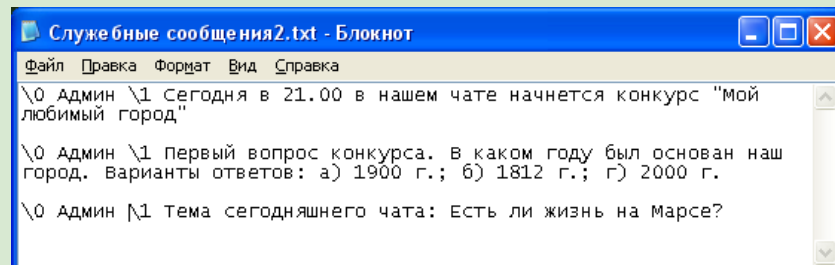 Служебные сообщения2.txt - Блокнот
Файл Правка Формат Вид Справка
\0 Админ \1 Сегодня в 21.00 в нашем чате начнется конкурс "Мой
любимый город"
\0 Админ \1 Первый вопрос конкурса. В каком году был основан наш
город. Варианты ответов: а) 1900 г.; б) 1812 г.; г) 2000 г.
\0 Админ \1 Тема сегодняшнего чата: Есть ли жизнь на Марсе?